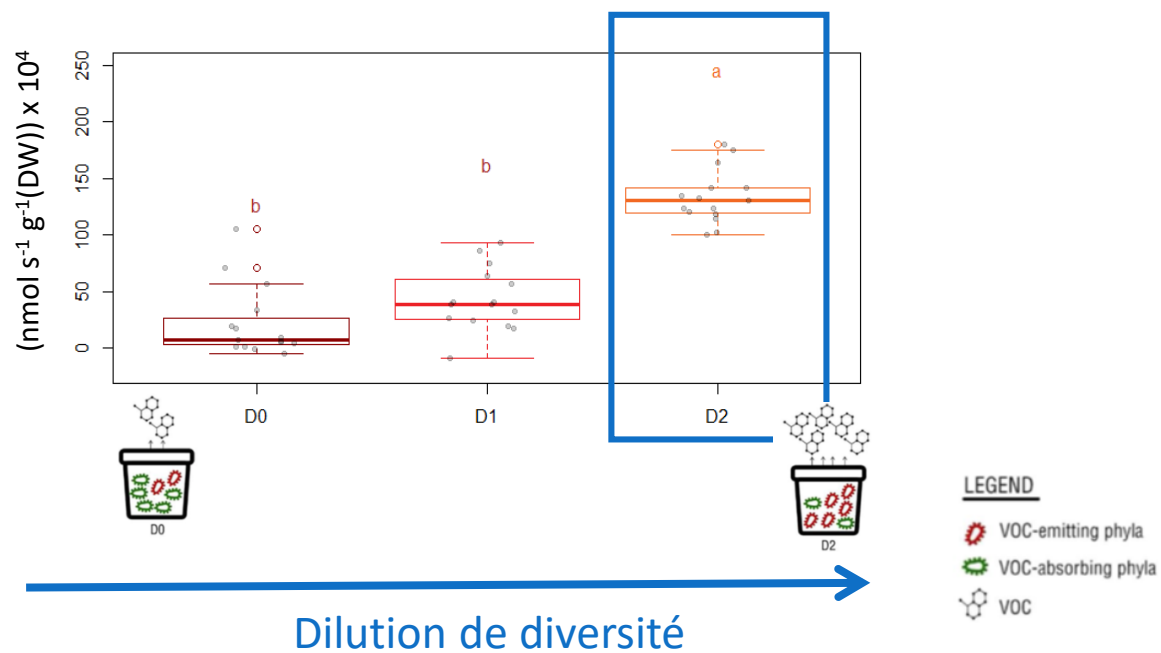 (nmol s⁻¹ g⁻¹(DW)) x 10⁴
250
200
150
100
50
0
b
b
a
D0
D1
D2
D0
D2
LEGEND
VOC-emitting phyla
VOC-absorbing phyla
VOC
Dilution de diversité